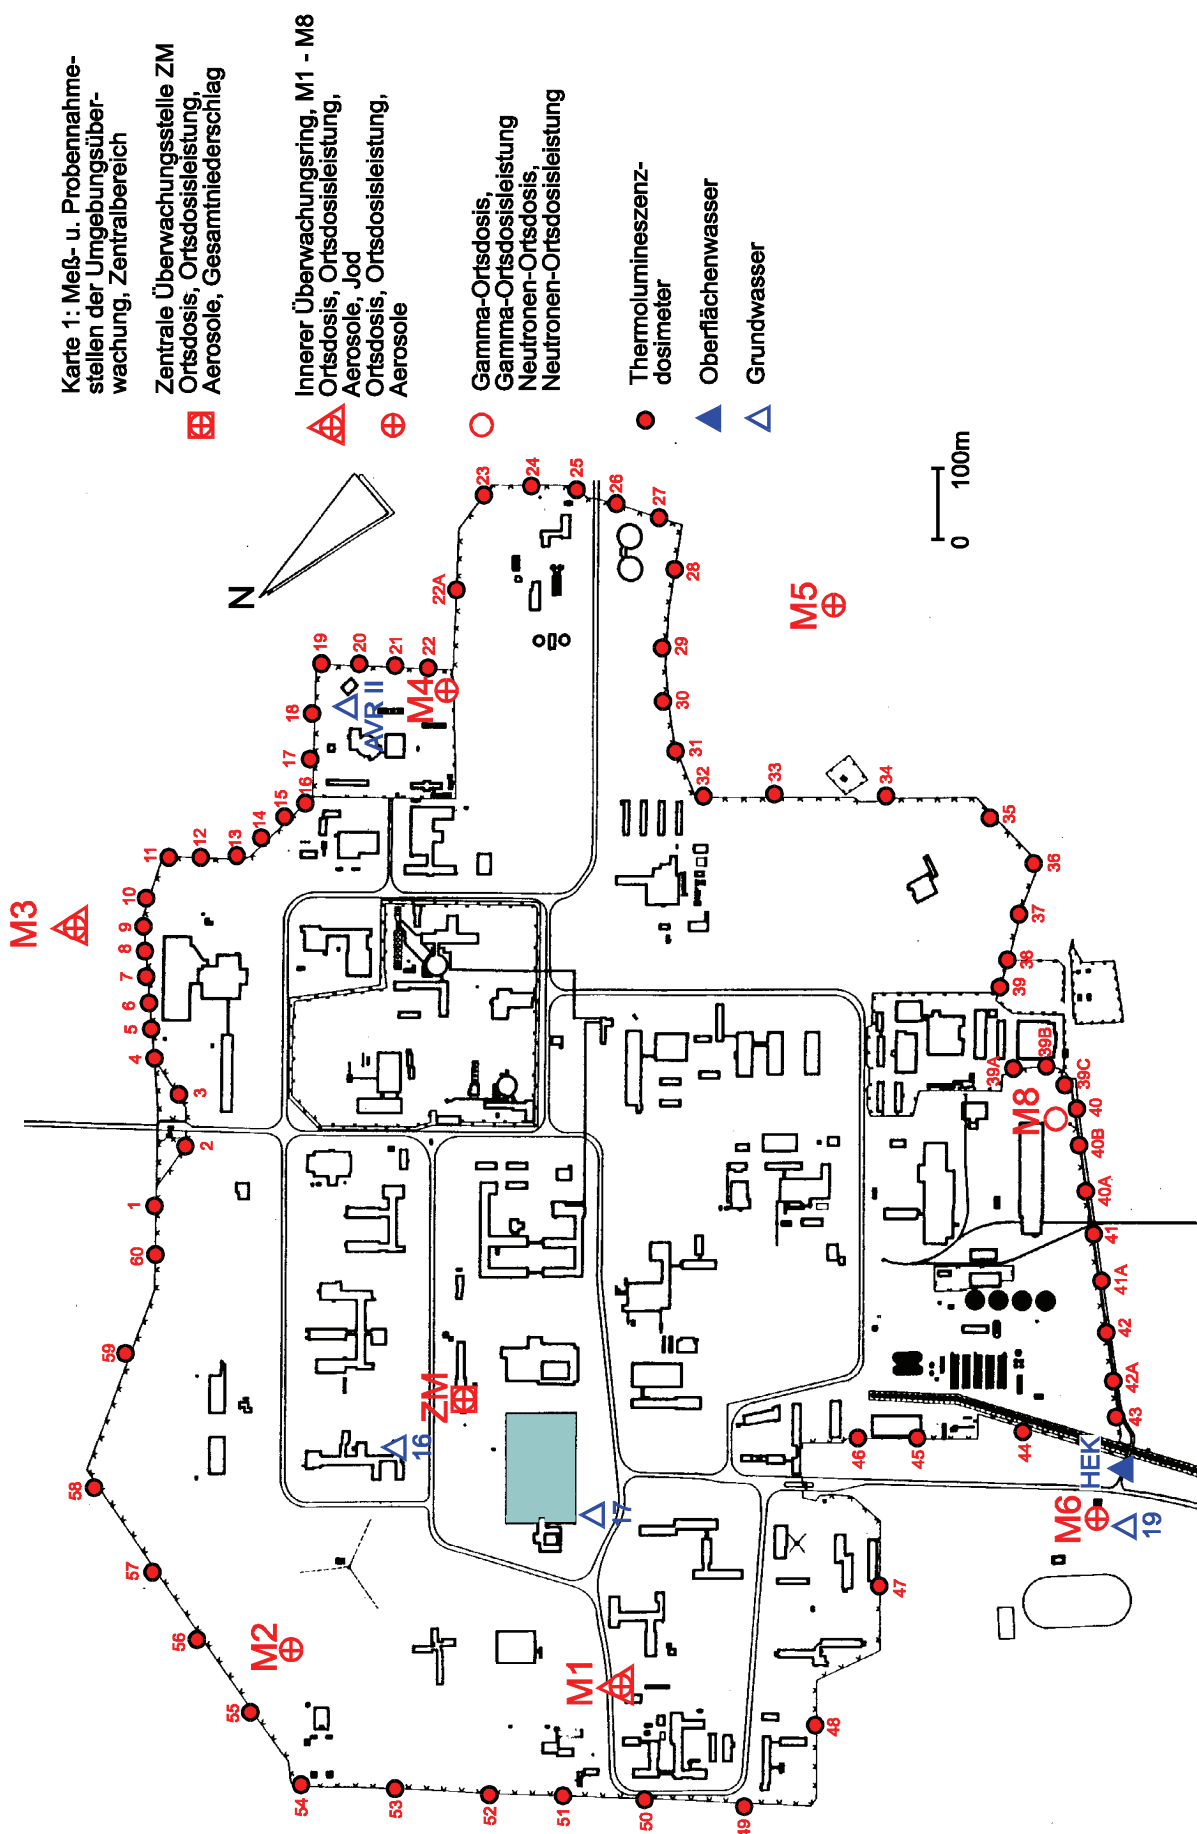 Karte 1: Meß- u. Probennahme-
stellen der Umgebungsüber-
wachung, Zentralbereich
Zentrale Überwachungsstelle ZM
Ortsdosis, Ortsdosisleistung,
Aerosole, Gesamtniederschlag
Innerer Überwachungsring, M1 - M8
Ortsdosis, Ortsdosisleistung,
Aerosole, Jod
Ortsdosis, Ortsdosisleistung,
Aerosole
Gamma-Ortsdosis,
Gamma-Ortsdosisleistung
Neutronen-Ortsdosis,
Neutronen-Ortsdosisleistung
Thermolumineszenz-
dosimeter
Oberflächenwasser
Grundwasser
N
0 100m
M1
M2
M3
M4
M5
M6
M8
ZM
AVR II
HEK
16
17
19
1
2
3
4
5
6
7
8
9
10
11
12
13
14
15
16
17
18
19
20
21
22
22A
23
24
25
26
27
28
29
30
31
32
33
34
35
36
37
38
39
39A
39B
39C
40
40B
40A
41
41A
42
42A
43
44
45
46
47
48
49
50
51
52
53
54
55
56
57
58
59
60